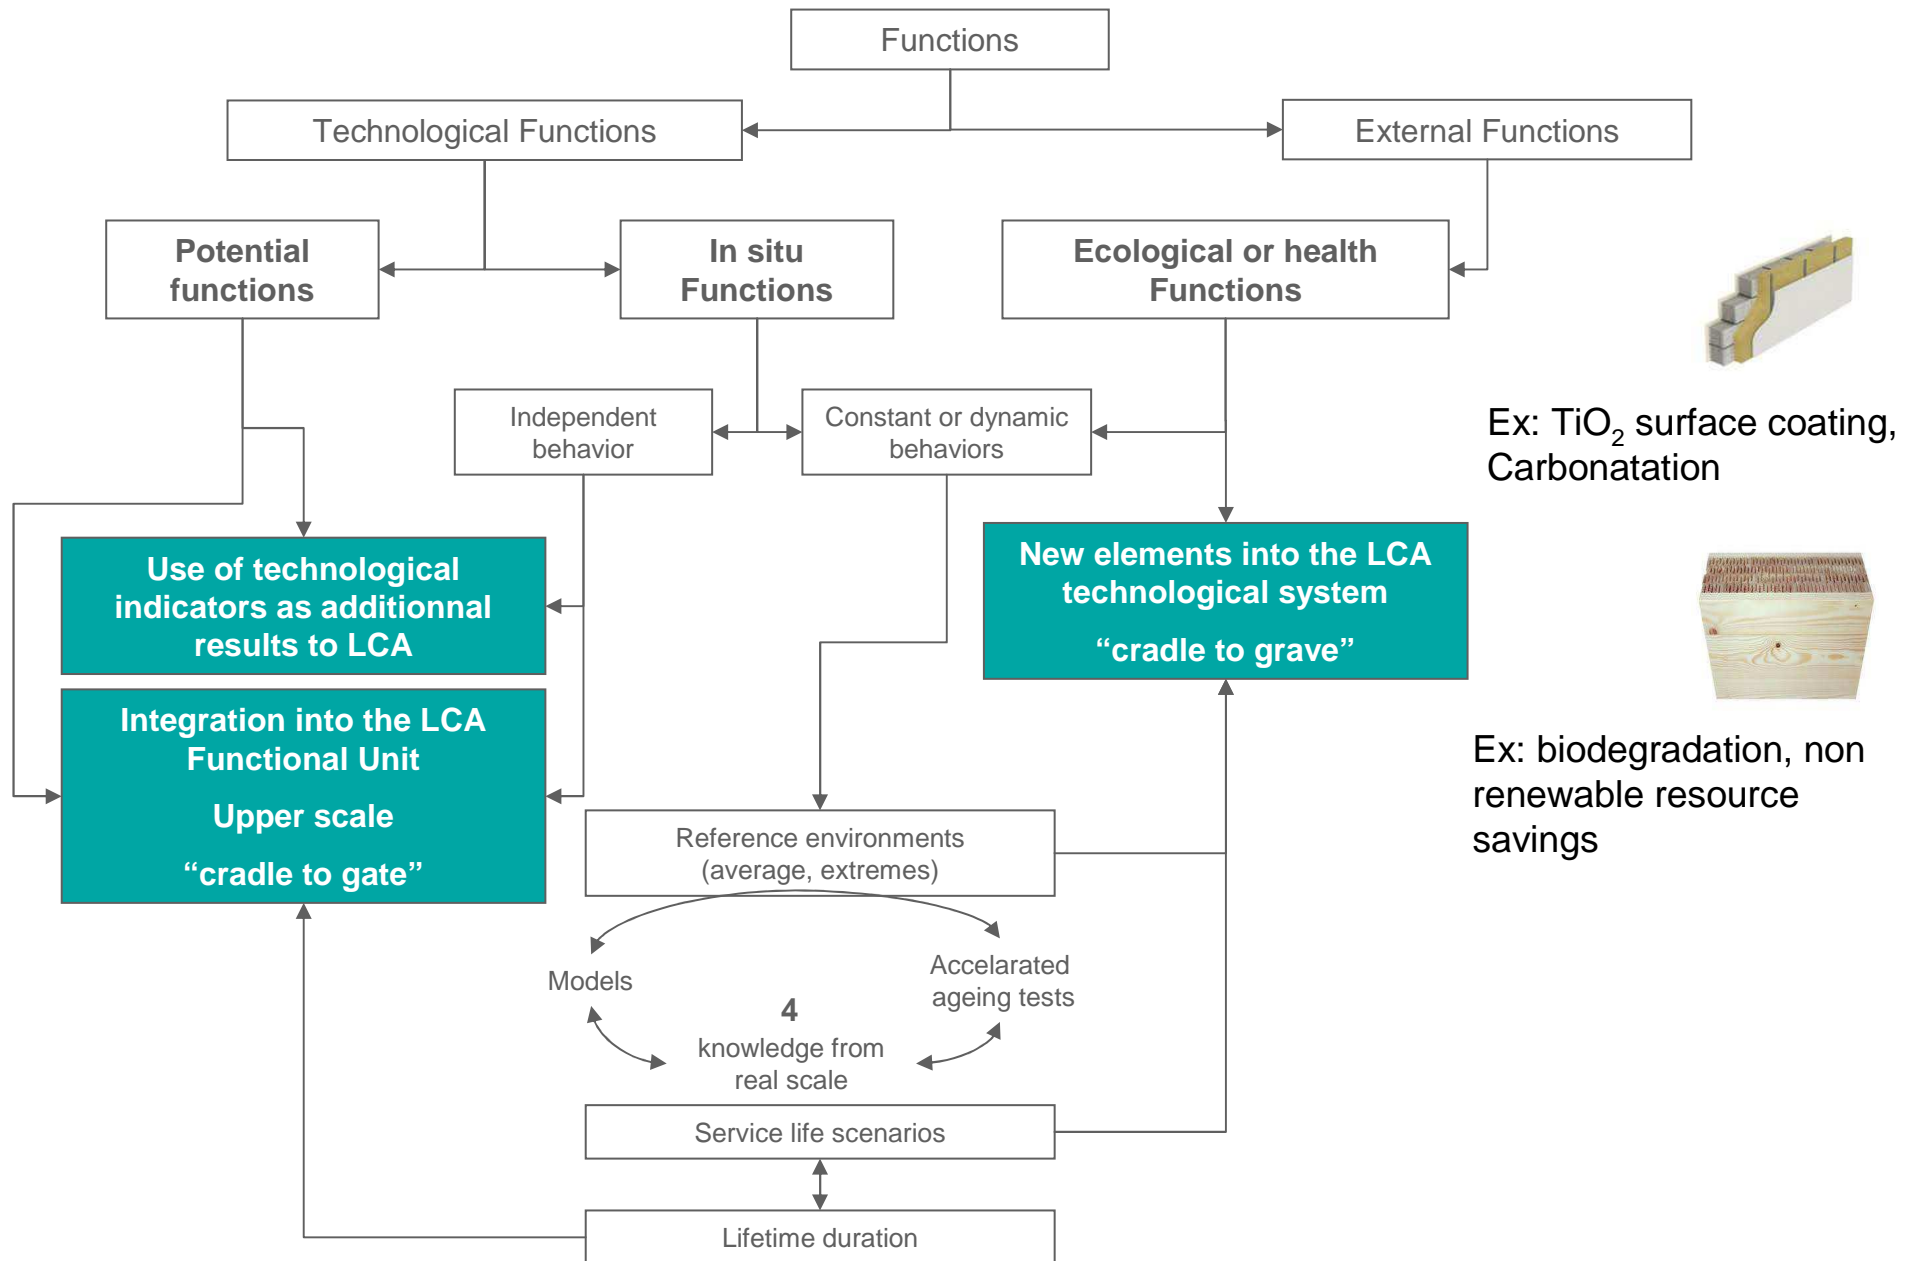 Functions
Technological Functions
External Functions
Potential
functions
In situ
Functions
Ecological or health
Functions
Independent
behavior
Constant or dynamic
behaviors
Ex: TiO₂ surface coating,
Carbonatation
Use of technological
indicators as additionnal
results to LCA
New elements into the LCA
technological system
“cradle to grave”
Integration into the LCA
Functional Unit
Upper scale
“cradle to gate”
Ex: biodegradation, non
renewable resource
savings
Reference environments
(average, extremes)
Models
Accelarated
ageing tests
4
knowledge from
real scale
Service life scenarios
Lifetime duration